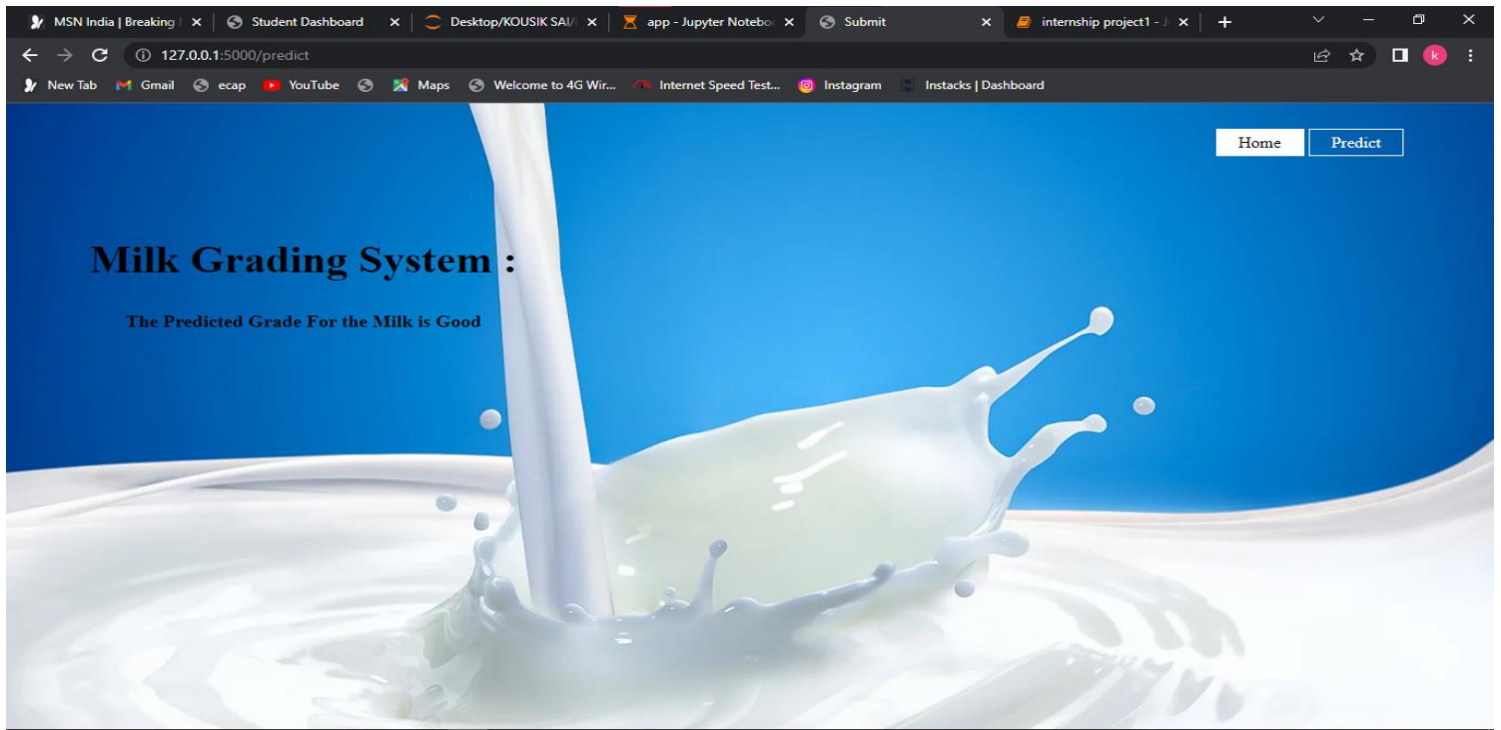 MSN India | Breaking
Student Dashboard
Desktop/KOUSIK SAI/
app - Jupyter Notebo
Submit
internship project1 - J
127.0.0.1:5000/predict
k
New Tab
Gmail
ecap
YouTube
Maps
Welcome to 4G Wir...
Internet Speed Test...
Instagram
Instacks | Dashboard
Home
Predict
Milk Grading System :
The Predicted Grade For the Milk is Good